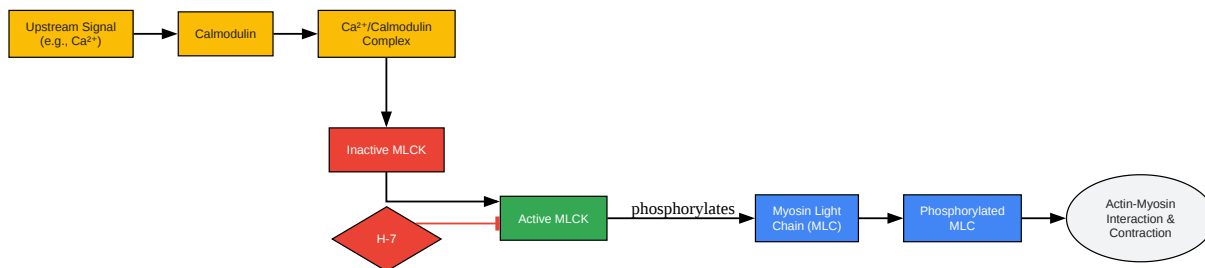 Upstream Signal
(e.g., Ca²⁺)
Calmodulin
Ca²⁺/Calmodulin
Complex
Inactive MLCK
H-7
Active MLCK
phosphorylates
Myosin Light
Chain (MLC)
Phosphorylated
MLC
Actin-Myosin
Interaction &
Contraction